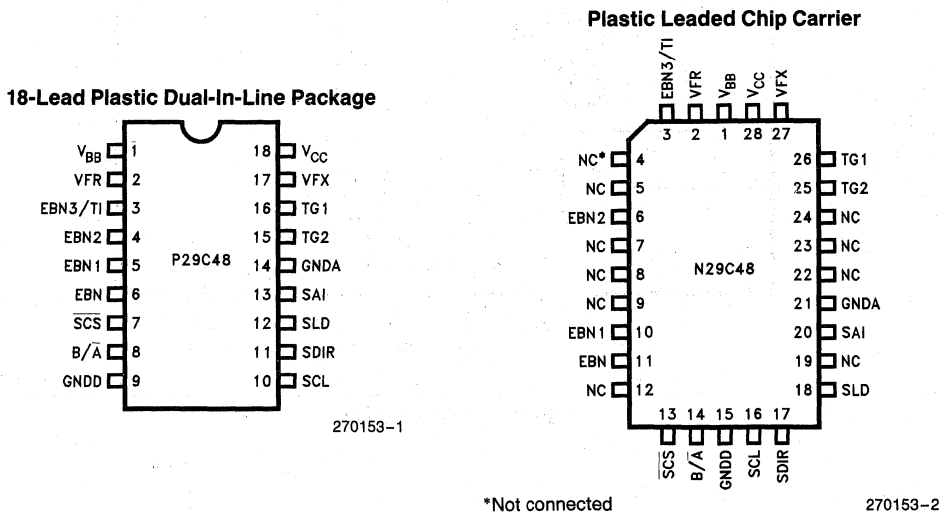 Plastic Leaded Chip Carrier
18-Lead Plastic Dual-In-Line Package
V_BB 1 18 V_CC
VFR 2 17 VFX
EBN3/TI 3 16 TG1
EBN2 4 15 TG2
EBN1 5 14 GNDA
EBN 6 13 SAI
S̅C̅S̅ 7 12 SLD
B/A̅ 8 11 SDIR
GNDD 9 10 SCL
P29C48
270153-1
EBN3/TI VFR V_BB V_CC VFX
3 2 1 28 27
NC* 4 26 TG1
NC 5 25 TG2
EBN2 6 24 NC
NC 7 23 NC
NC 8 22 NC
NC 9 21 GNDA
EBN1 10 20 SAI
EBN 11 19 NC
NC 12 18 SLD
N29C48
13 14 15 16 17
S̅C̅S̅ B/A̅ GNDD SCL SDIR
*Not connected
270153-2